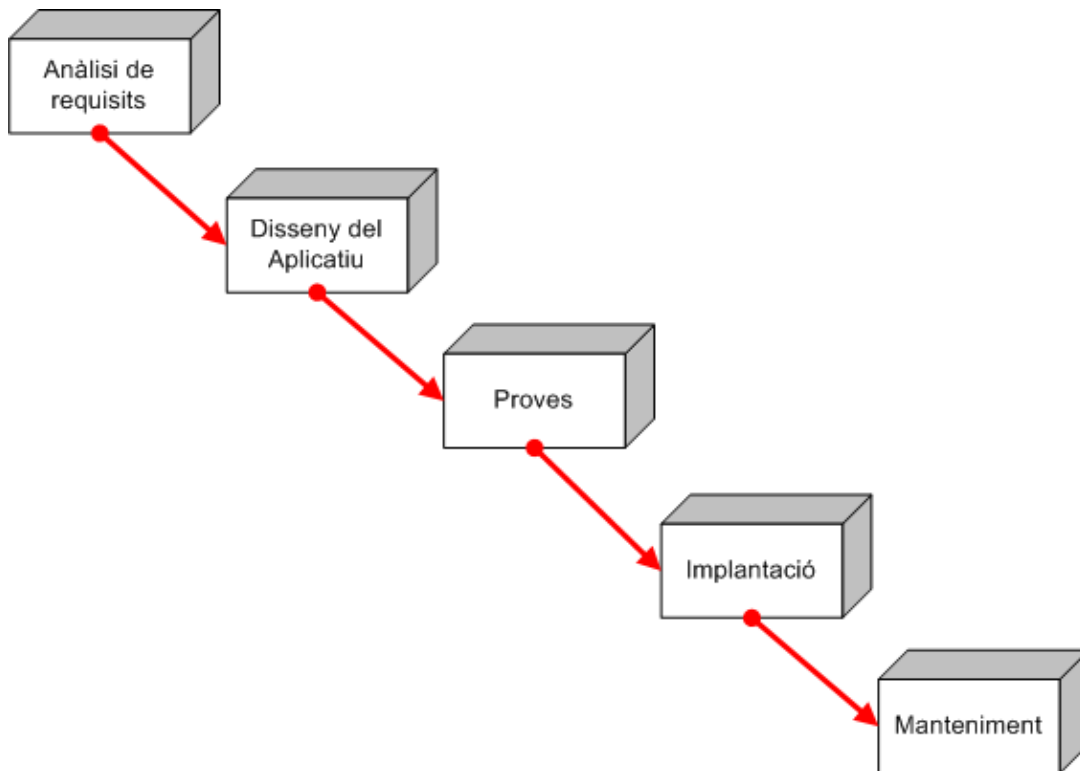 Anàlisi de
requisits
Disseny del
Aplicatiu
Proves
Implantació
Manteniment